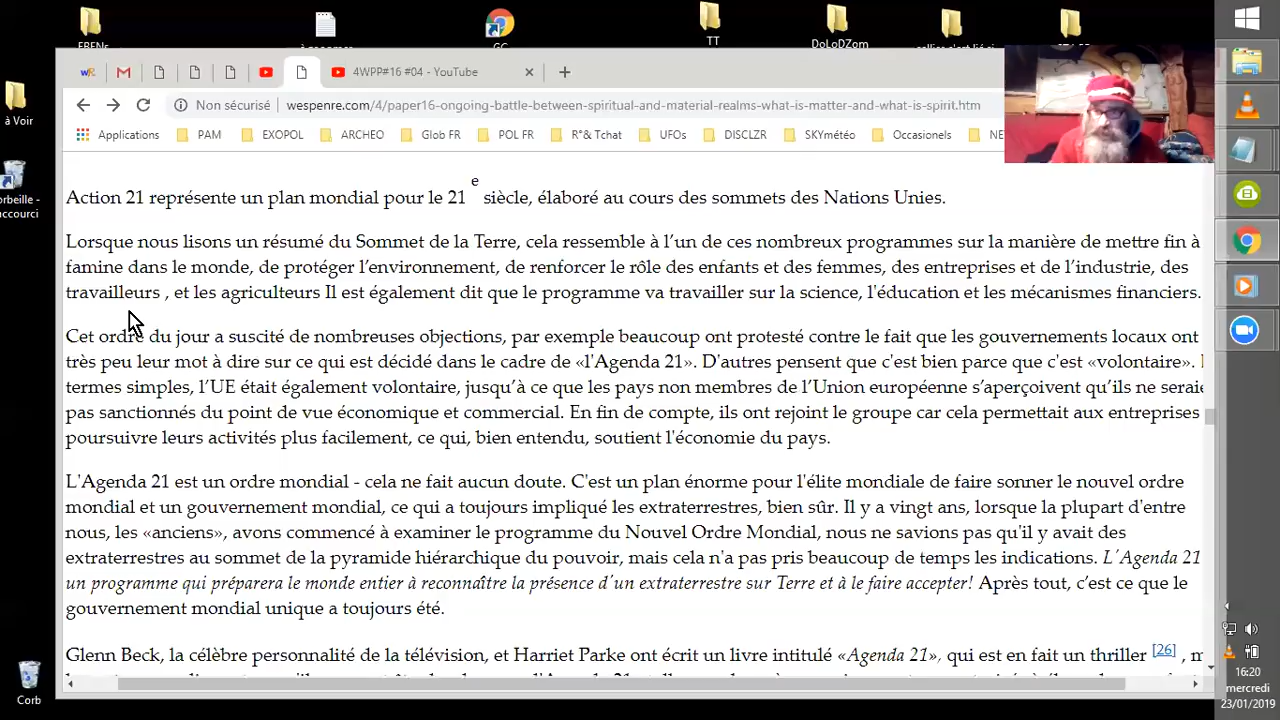 FRENs
GC
TT
DoLoDZom
à Voir
orbeille -
accourci
Corb
4WPP#16 #04 - YouTube
Non sécurisé | wespenre.com/4/paper16-ongoing-battle-between-spiritual-and-material-realms-what-is-matter-and-what-is-spirit.htm
Applications PAM EXOPOL ARCHEO Glob FR POL FR R°& Tchat UFOs DISCLZR SKYmétéo Occasionels NE
Action 21 représente un plan mondial pour le 21 e siècle, élaboré au cours des sommets des Nations Unies.
Lorsque nous lisons un résumé du Sommet de la Terre, cela ressemble à l’un de ces nombreux programmes sur la manière de mettre fin à
famine dans le monde, de protéger l’environnement, de renforcer le rôle des enfants et des femmes, des entreprises et de l’industrie, des
travailleurs , et les agriculteurs Il est également dit que le programme va travailler sur la science, l'éducation et les mécanismes financiers.
Cet ordre du jour a suscité de nombreuses objections, par exemple beaucoup ont protesté contre le fait que les gouvernements locaux ont
très peu leur mot à dire sur ce qui est décidé dans le cadre de «l'Agenda 21». D'autres pensent que c'est bien parce que c'est «volontaire».
termes simples, l’UE était également volontaire, jusqu’à ce que les pays non membres de l’Union européenne s’aperçoivent qu’ils ne seraie
pas sanctionnés du point de vue économique et commercial. En fin de compte, ils ont rejoint le groupe car cela permettait aux entreprises
poursuivre leurs activités plus facilement, ce qui, bien entendu, soutient l'économie du pays.
L'Agenda 21 est un ordre mondial - cela ne fait aucun doute. C'est un plan énorme pour l'élite mondiale de faire sonner le nouvel ordre
mondial et un gouvernement mondial, ce qui a toujours impliqué les extraterrestres, bien sûr. Il y a vingt ans, lorsque la plupart d'entre
nous, les «anciens», avons commencé à examiner le programme du Nouvel Ordre Mondial, nous ne savions pas qu'il y avait des
extraterrestres au sommet de la pyramide hiérarchique du pouvoir, mais cela n'a pas pris beaucoup de temps les indications. L'Agenda 21
un programme qui préparera le monde entier à reconnaître la présence d'un extraterrestre sur Terre et à le faire accepter! Après tout, c’est ce que le
gouvernement mondial unique a toujours été.
Glenn Beck, la célèbre personnalité de la télévision, et Harriet Parke ont écrit un livre intitulé «Agenda 21», qui est en fait un thriller [26] , m
16:20
mercredi
23/01/2019